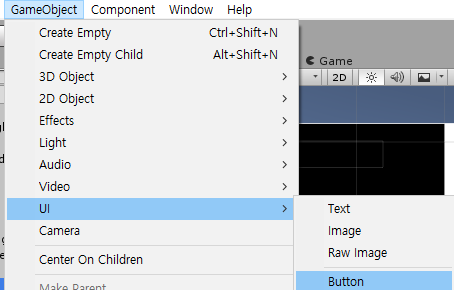 GameObject Component Window Help
Create Empty Ctrl+Shift+N
Create Empty Child Alt+Shift+N
Game
3D Object
2D
2D Object
Effects
Light
Audio
Video
UI
Text
Camera
Image
Center On Children
Raw Image
Make Parent
Button